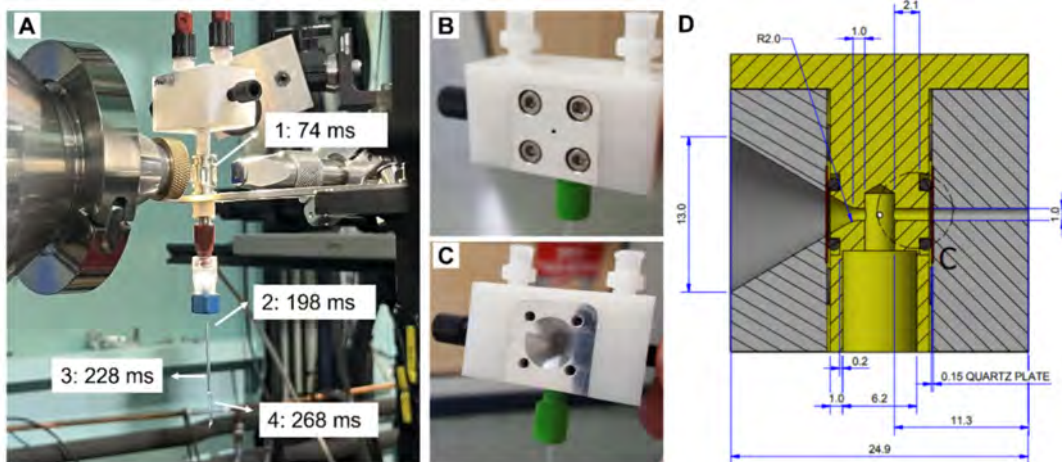 A
1: 74 ms
2: 198 ms
3: 228 ms
4: 268 ms
B
C
D
2.1
1.0
R2.0
13.0
1.0
C
0.2
0.15 QUARTZ PLATE
1.0
6.2
11.3
24.9